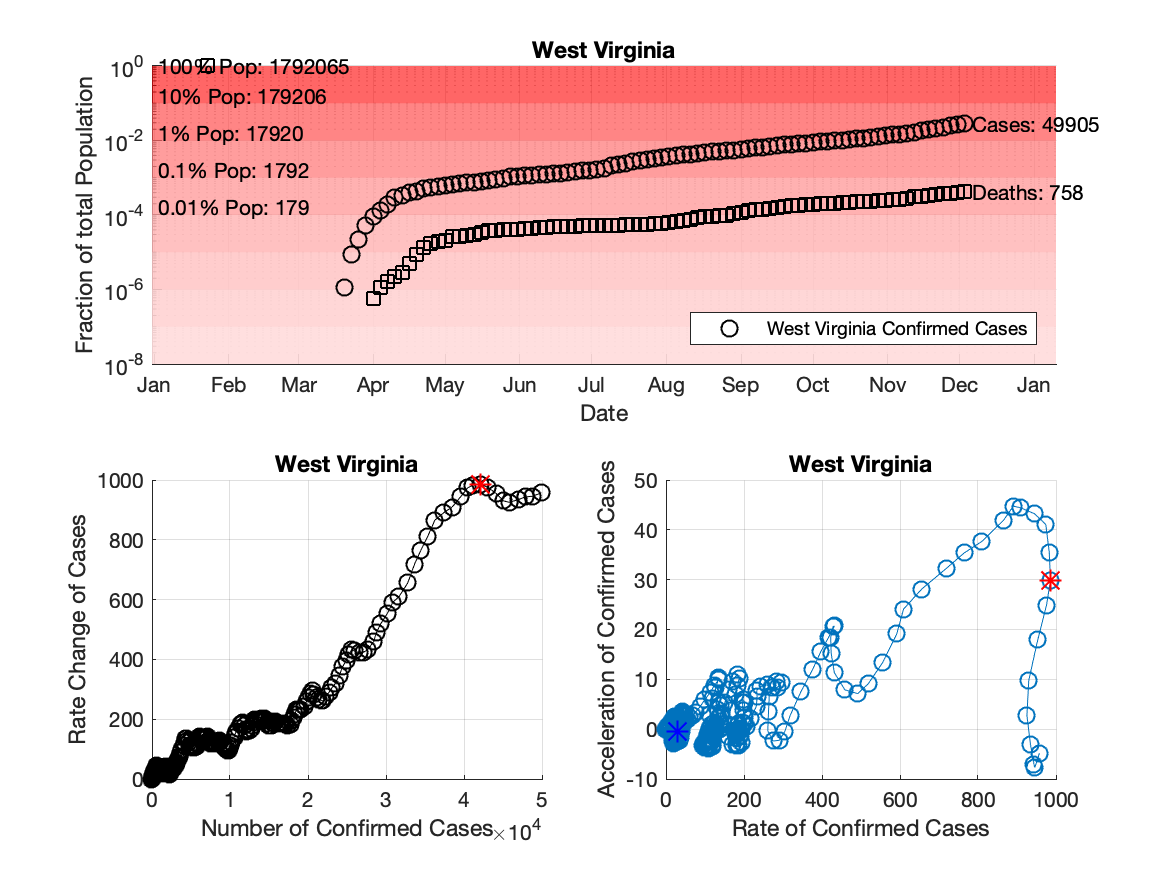 West Virginia
Fraction of total Population
10^0
10^-2
10^-4
10^-6
10^-8
100% Pop: 1792065
10% Pop: 179206
1% Pop: 17920
0.1% Pop: 1792
0.01% Pop: 179
Cases: 49905
Deaths: 758
West Virginia Confirmed Cases
Jan Feb Mar Apr May Jun Jul Aug Sep Oct Nov Dec Jan
Date
West Virginia
Rate Change of Cases
1000
800
600
400
200
0
0 1 2 3 4 5
Number of Confirmed Cases ×10^4
West Virginia
Acceleration of Confirmed Cases
50
40
30
20
10
0
-10
0 200 400 600 800 1000
Rate of Confirmed Cases